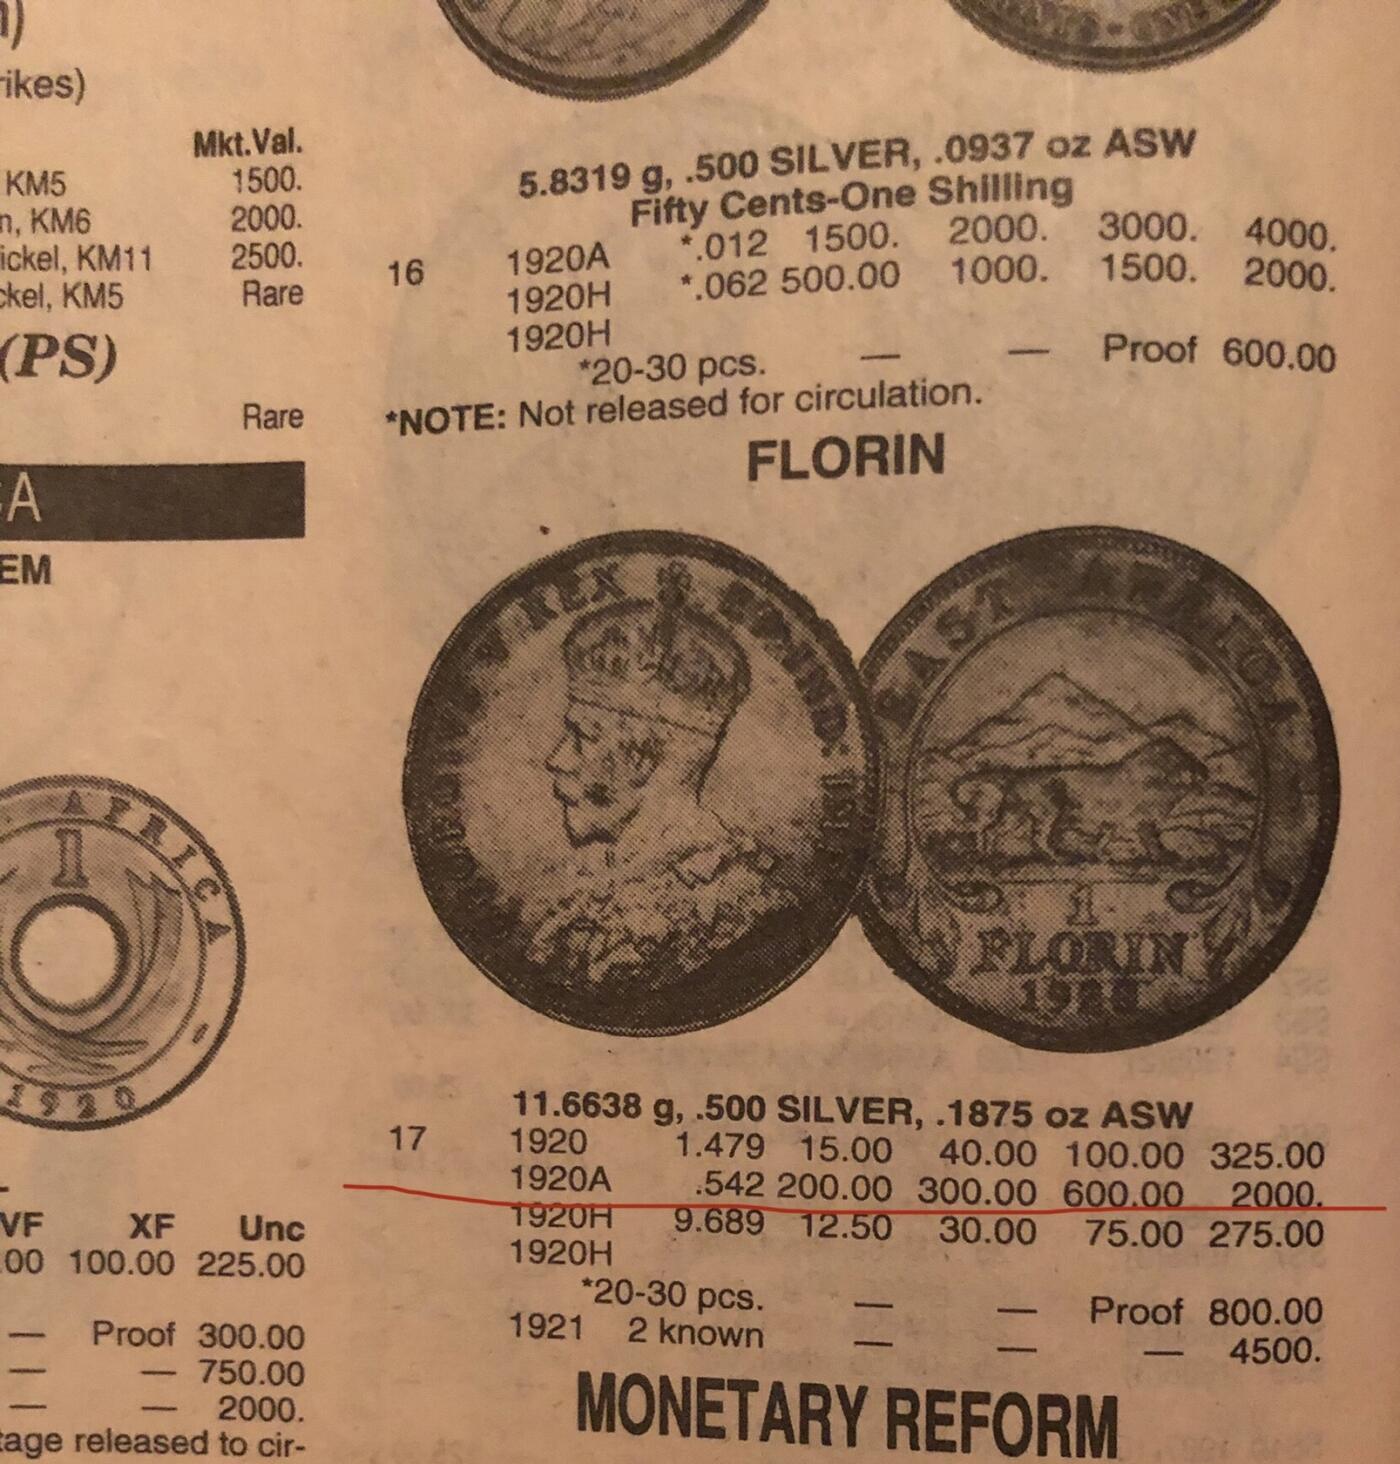 ikes)
Mkt.Val.
KM5 1500.
n, KM6 2000.
ickel, KM11 2500.
ckel, KM5 Rare
(PS)
Rare
CA
EM
AFRICA
1
1920
VF XF Unc
.00 100.00 225.00
— Proof 300.00
— — 750.00
— — 2000.
tage released to cir-
5.8319 g, .500 SILVER, .0937 oz ASW
Fifty Cents-One Shilling
16 1920A *.012 1500. 2000. 3000. 4000.
1920H *.062 500.00 1000. 1500. 2000.
1920H
*20-30 pcs. — — Proof 600.00
*NOTE: Not released for circulation.
FLORIN
V REX
EAST AFRICA
1
FLORIN
11.6638 g, .500 SILVER, .1875 oz ASW
17 1920 1.479 15.00 40.00 100.00 325.00
1920A .542 200.00 300.00 600.00 2000.
1920H 9.689 12.50 30.00 75.00 275.00
1920H
*20-30 pcs. — — Proof 800.00
1921 2 known — — — 4500.
MONETARY REFORM